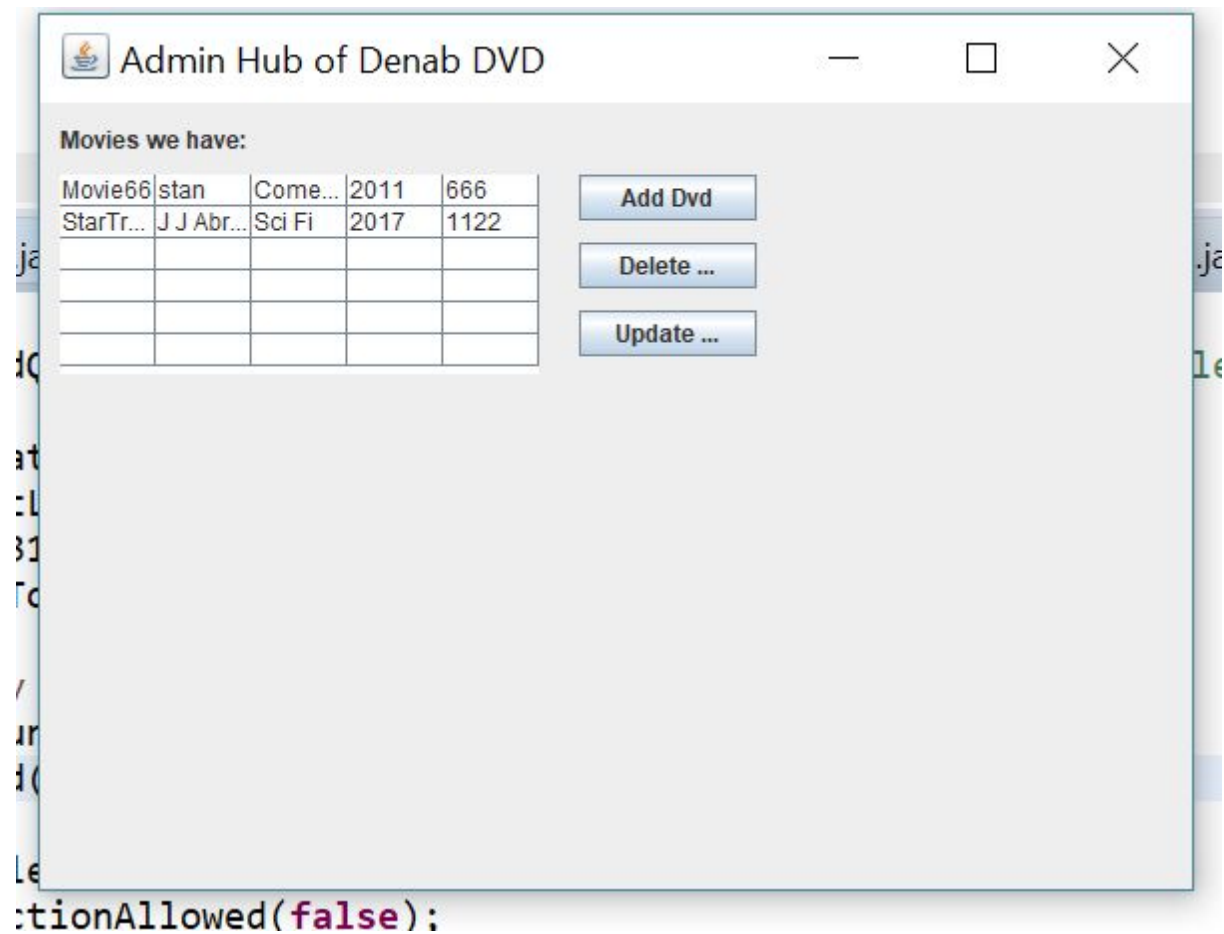 Admin Hub of Denab DVD
Movies we have:
Movie66 stan Come... 2011 666
StarTr... J J Abr... Sci Fi 2017 1122
Add Dvd
Delete ...
Update ...
ctionAllowed(false);